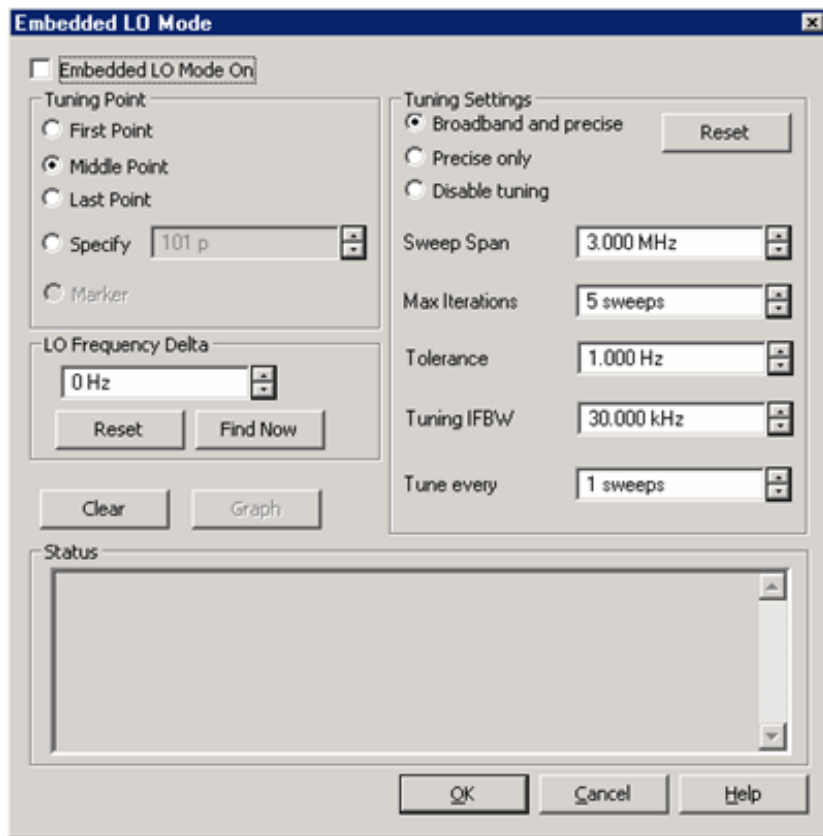 Embedded LO Mode
Embedded LO Mode On
Tuning Point
First Point
Middle Point
Last Point
Specify 101 p
Marker
LO Frequency Delta
0 Hz
Reset Find Now
Clear Graph
Tuning Settings
Broadband and precise Reset
Precise only
Disable tuning
Sweep Span 3.000 MHz
Max Iterations 5 sweeps
Tolerance 1.000 Hz
Tuning IFBW 30.000 kHz
Tune every 1 sweeps
Status
OK Cancel Help